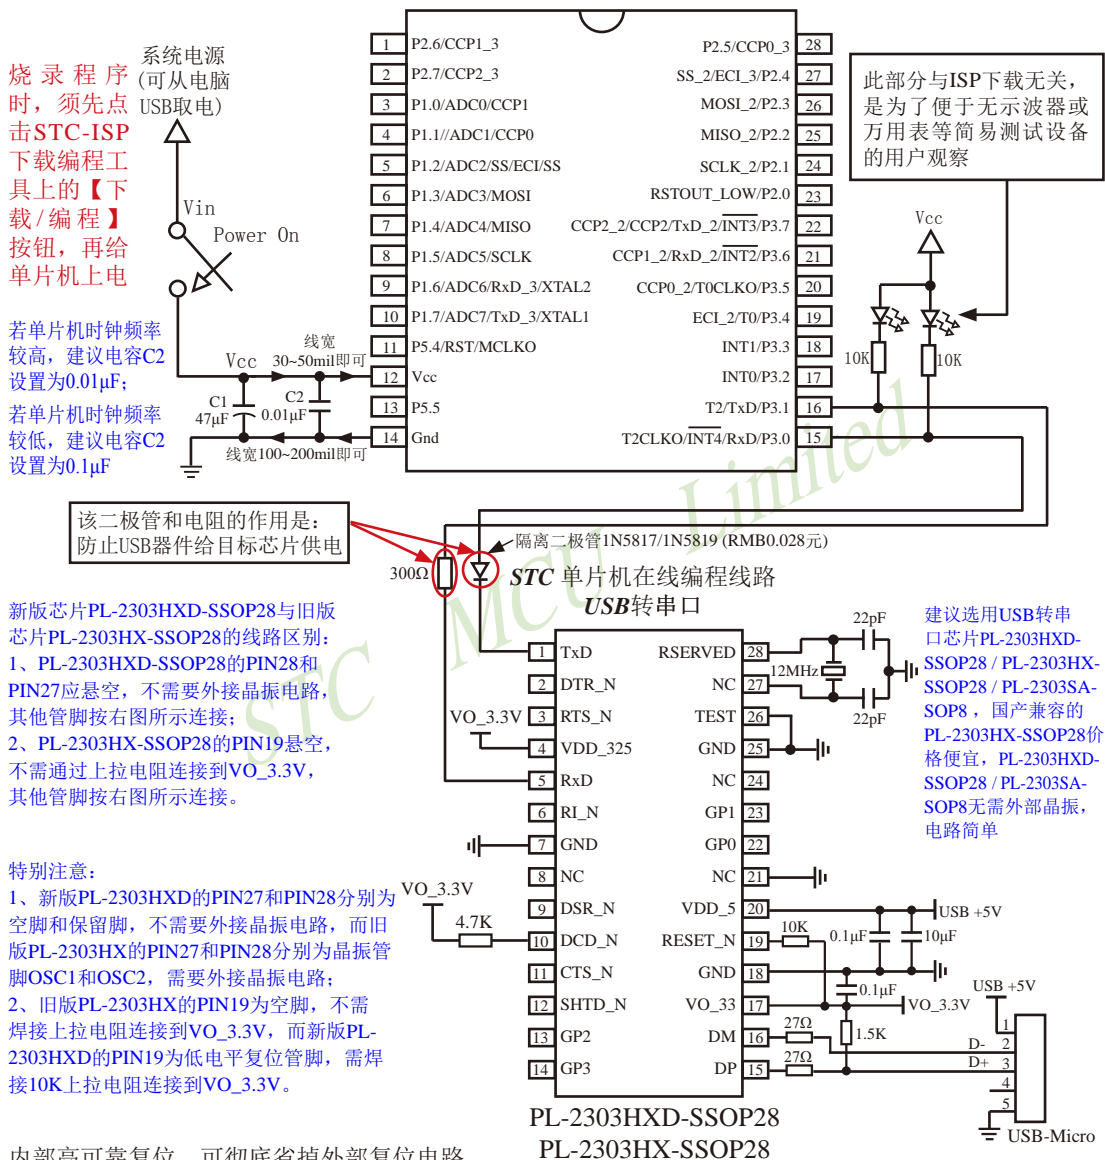 烧录程序
时，须先点
击STC-ISP
下载编程工
具上的【下
载/编程】
按钮，再给
单片机上电
系统电源
(可从电脑
USB取电)
Vin
Power On
若单片机时钟频率
较高，建议电容C2
设置为0.01μF；
若单片机时钟频率
较低，建议电容C2
设置为0.1μF
Vcc
线宽
30~50mil即可
C1
47μF
C2
0.01μF
线宽100~200mil即可
1 P2.6/CCP1_3
2 P2.7/CCP2_3
3 P1.0/ADC0/CCP1
4 P1.1//ADC1/CCP0
5 P1.2/ADC2/SS/ECI/SS
6 P1.3/ADC3/MOSI
7 P1.4/ADC4/MISO
8 P1.5/ADC5/SCLK
9 P1.6/ADC6/RxD_3/XTAL2
10 P1.7/ADC7/TxD_3/XTAL1
11 P5.4/RST/MCLKO
12 Vcc
13 P5.5
14 Gnd
P2.5/CCP0_3 28
SS_2/ECI_3/P2.4 27
MOSI_2/P2.3 26
MISO_2/P2.2 25
SCLK_2/P2.1 24
RSTOUT_LOW/P2.0 23
CCP2_2/CCP2/TxD_2/INT3/P3.7 22
CCP1_2/RxD_2/INT2/P3.6 21
CCP0_2/T0CLKO/P3.5 20
ECI_2/T0/P3.4 19
INT1/P3.3 18
INT0/P3.2 17
T2/TxD/P3.1 16
T2CLKO/INT4/RxD/P3.0 15
此部分与ISP下载无关，
是为了便于无示波器或
万用表等简易测试设备
的用户观察
Vcc
10K
10K
STC MCU Limited
该二极管和电阻的作用是：
防止USB器件给目标芯片供电
300Ω
隔离二极管1N5817/1N5819 (RMB0.028元)
STC 单片机在线编程线路
USB转串口
新版芯片PL-2303HXD-SSOP28与旧版
芯片PL-2303HX-SSOP28的线路区别：
1、PL-2303HXD-SSOP28的PIN28和
PIN27应悬空，不需要外接晶振电路，
其他管脚按右图所示连接；
2、PL-2303HX-SSOP28的PIN19悬空，
不需通过上拉电阻连接到VO_3.3V，
其他管脚按右图所示连接。
特别注意：
1、新版PL-2303HXD的PIN27和PIN28分别为
空脚和保留脚，不需要外接晶振电路，而旧
版PL-2303HX的PIN27和PIN28分别为晶振管
脚OSC1和OSC2，需要外接晶振电路；
2、旧版PL-2303HX的PIN19为空脚，不需
焊接上拉电阻连接到VO_3.3V，而新版PL-
2303HXD的PIN19为低电平复位管脚，需焊
接10K上拉电阻连接到VO_3.3V。
VO_3.3V
VO_3.3V
4.7K
1 TxD
2 DTR_N
3 RTS_N
4 VDD_325
5 RxD
6 RI_N
7 GND
8 NC
9 DSR_N
10 DCD_N
11 CTS_N
12 SHTD_N
13 GP2
14 GP3
RSERVED 28
NC 27
TEST 26
GND 25
NC 24
GP1 23
GP0 22
NC 21
VDD_5 20
RESET_N 19
GND 18
VO_33 17
DM 16
DP 15
22pF
12MHz
22pF
建议选用USB转串
口芯片PL-2303HXD-
SSOP28 / PL-2303HX-
SSOP28 / PL-2303SA-
SOP8 ，国产兼容的
PL-2303HX-SSOP28价
格便宜，PL-2303HXD-
SSOP28 / PL-2303SA-
SOP8无需外部晶振，
电路简单
USB +5V
10K
0.1μF
10μF
0.1μF
VO_3.3V
27Ω
1.5K
27Ω
USB +5V
D-
D+
1
2
3
4
5
USB-Micro
PL-2303HXD-SSOP28
PL-2303HX-SSOP28
内部高可靠复位，可彻底省掉外部复位电路